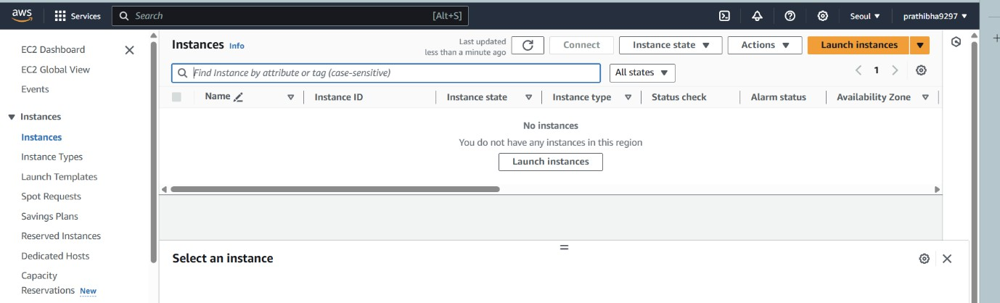 aws Services Search [Alt+S] Seoul ▼ prathibha9297 ▼
EC2 Dashboard
EC2 Global View
Events
Instances
Instances
Instance Types
Launch Templates
Spot Requests
Savings Plans
Reserved Instances
Dedicated Hosts
Capacity
Reservations New
Instances Info
Last updated
less than a minute ago
Connect Instance state ▼ Actions ▼ Launch instances ▼
Find Instance by attribute or tag (case-sensitive) All states ▼ 1
Name Instance ID Instance state Instance type Status check Alarm status Availability Zone
No instances
You do not have any instances in this region
Launch instances
Select an instance